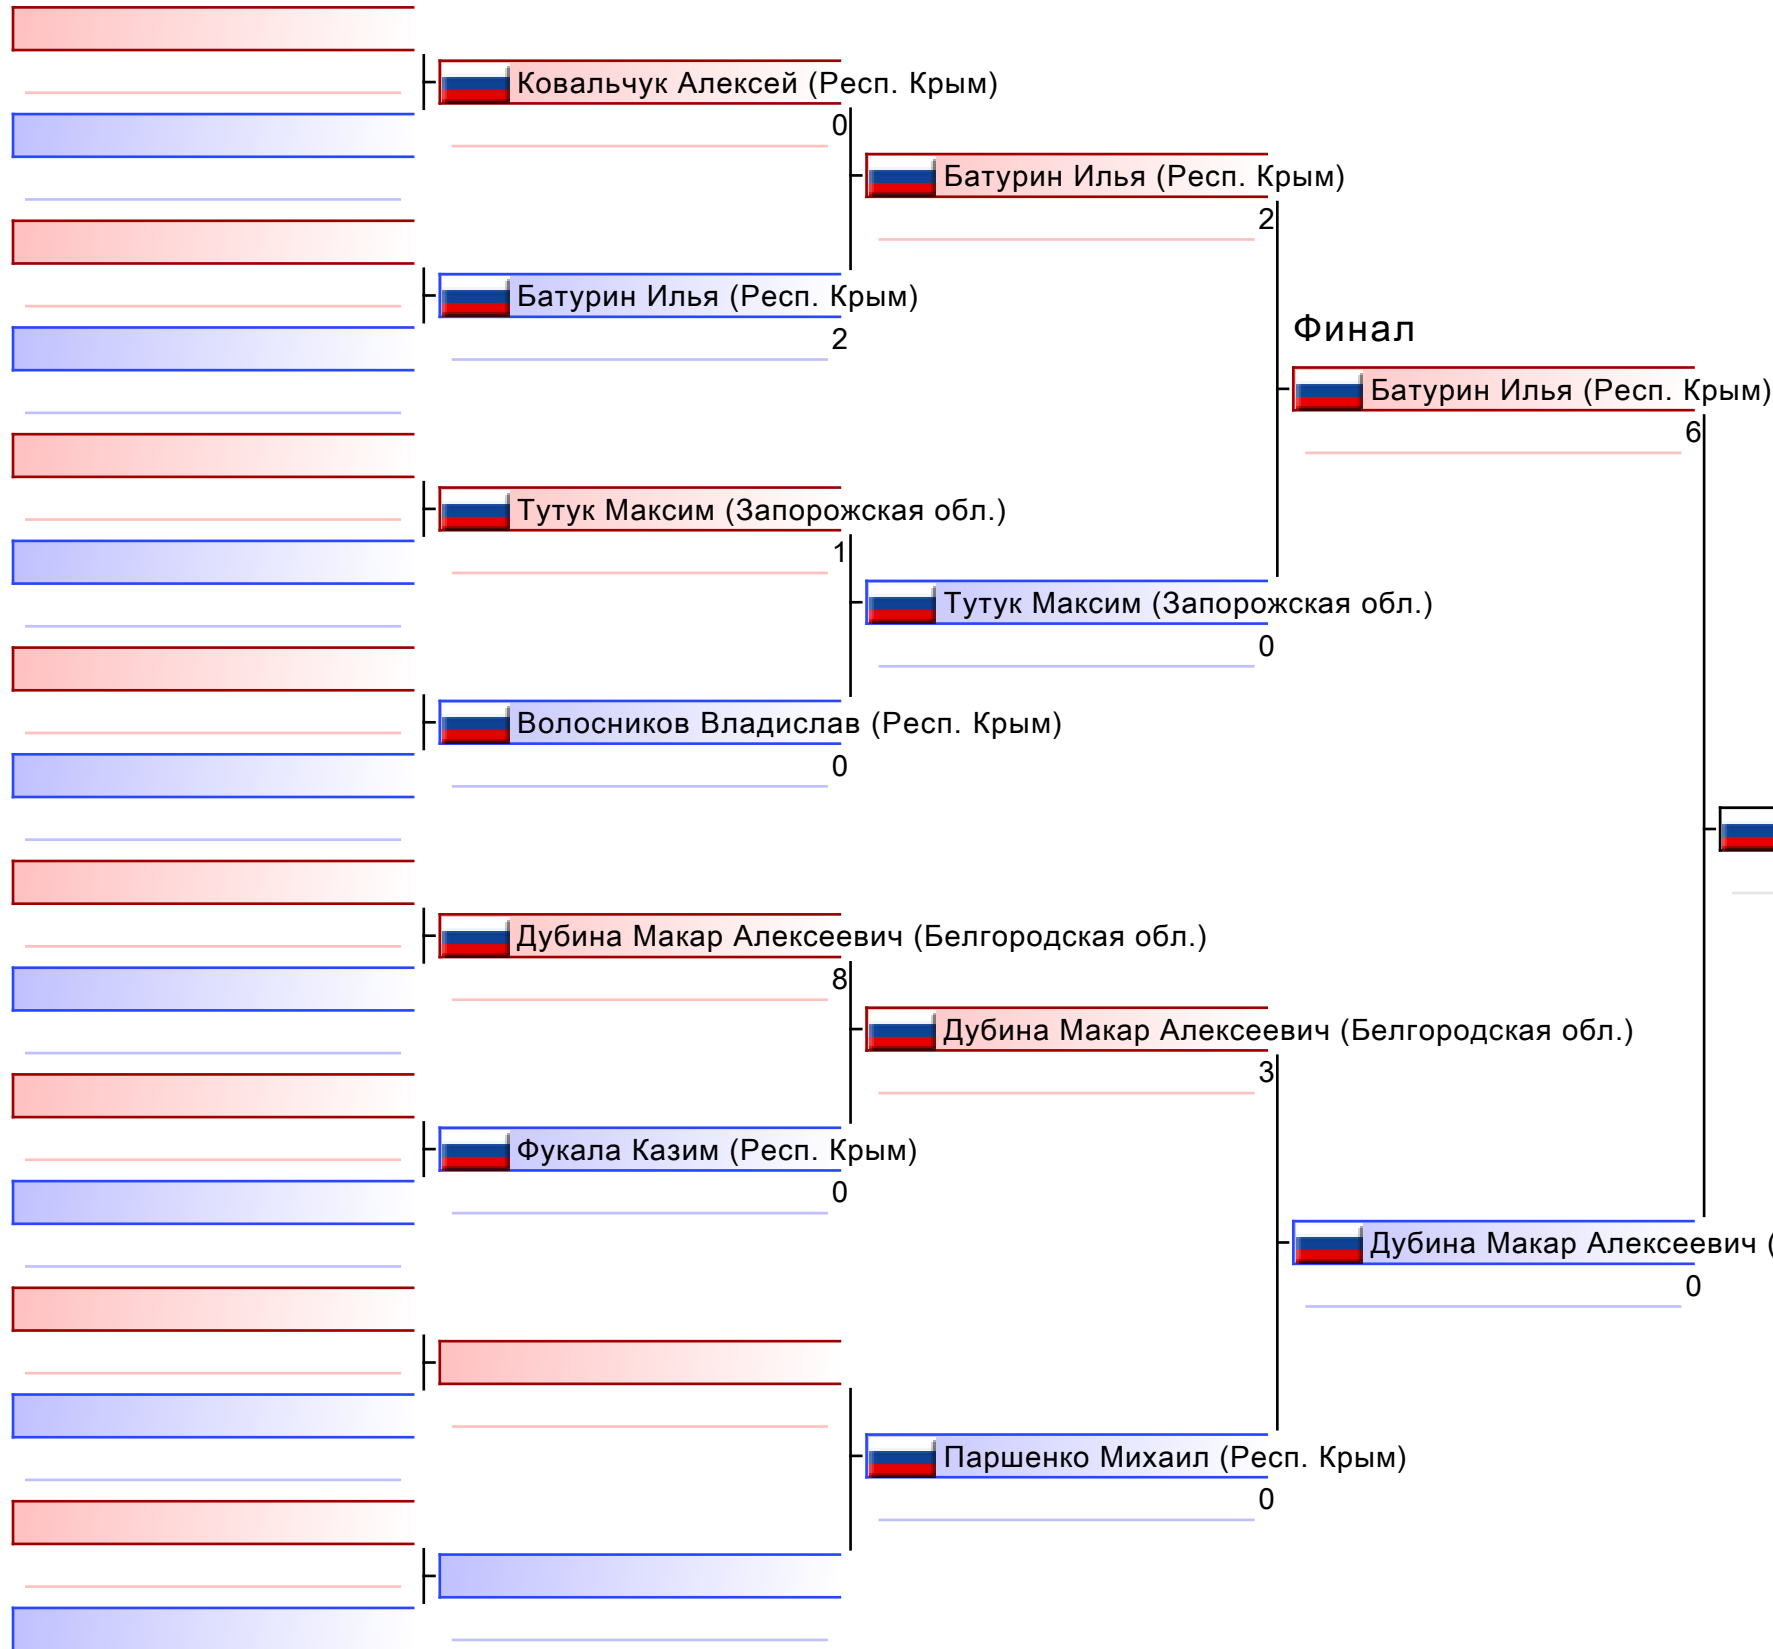 Ковальчук Алексей (Респ. Крым)
0
Батурин Илья (Респ. Крым)
2
Батурин Илья (Респ. Крым)
2
Финал
Батурин Илья (Респ. Крым)
6
Тутук Максим (Запорожская обл.)
1
Тутук Максим (Запорожская обл.)
0
Волосников Владислав (Респ. Крым)
0
Дубина Макар Алексеевич (Белгородская обл.)
8
Дубина Макар Алексеевич (Белгородская обл.)
3
Фукала Казим (Респ. Крым)
0
Дубина Макар Алексеевич (
0
Паршенко Михаил (Респ. Крым)
0